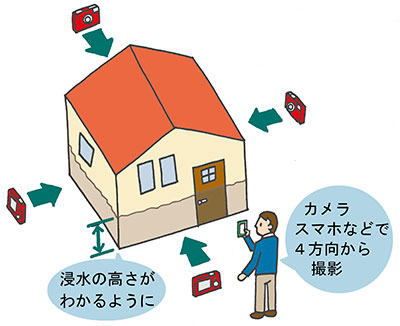 カメラ
スマホなどで
４方向から
撮影
浸水の高さが
わかるように